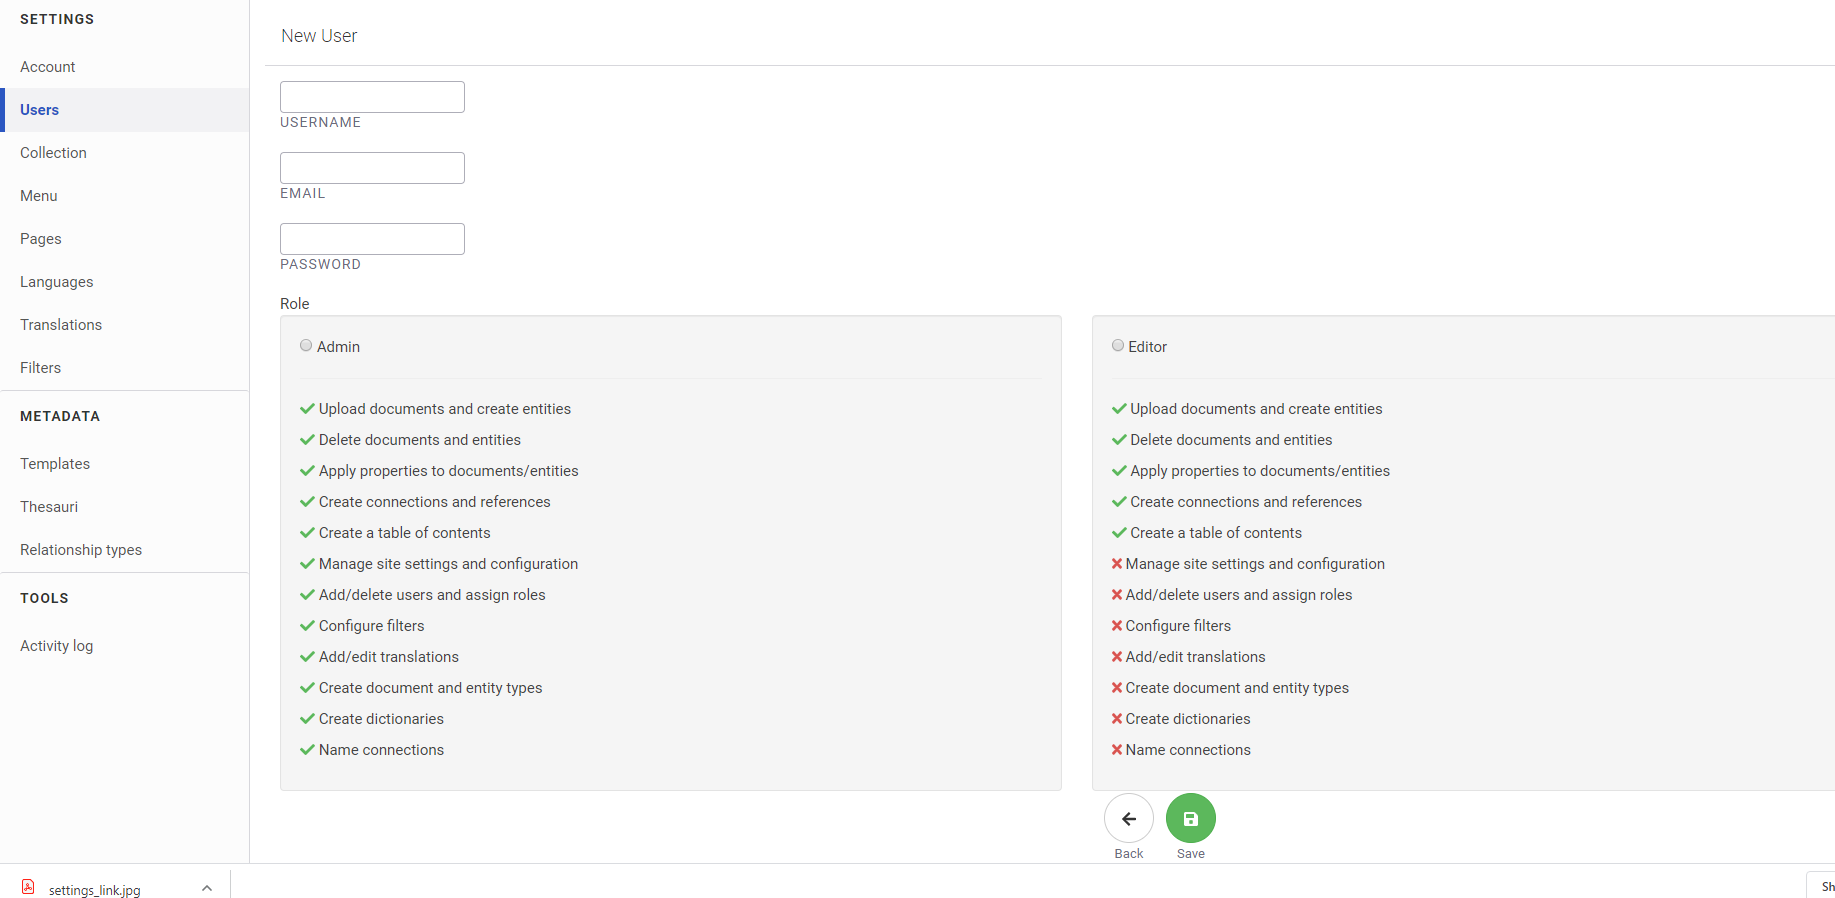 SETTINGS
Account
Users
Collection
Menu
Pages
Languages
Translations
Filters
METADATA
Templates
Thesauri
Relationship types
TOOLS
Activity log
New User
USERNAME
EMAIL
PASSWORD
Role
Admin
Upload documents and create entities
Delete documents and entities
Apply properties to documents/entities
Create connections and references
Create a table of contents
Manage site settings and configuration
Add/delete users and assign roles
Configure filters
Add/edit translations
Create document and entity types
Create dictionaries
Name connections
Editor
Upload documents and create entities
Delete documents and entities
Apply properties to documents/entities
Create connections and references
Create a table of contents
Manage site settings and configuration
Add/delete users and assign roles
Configure filters
Add/edit translations
Create document and entity types
Create dictionaries
Name connections
Back
Save
settings_link.jpg
Sh